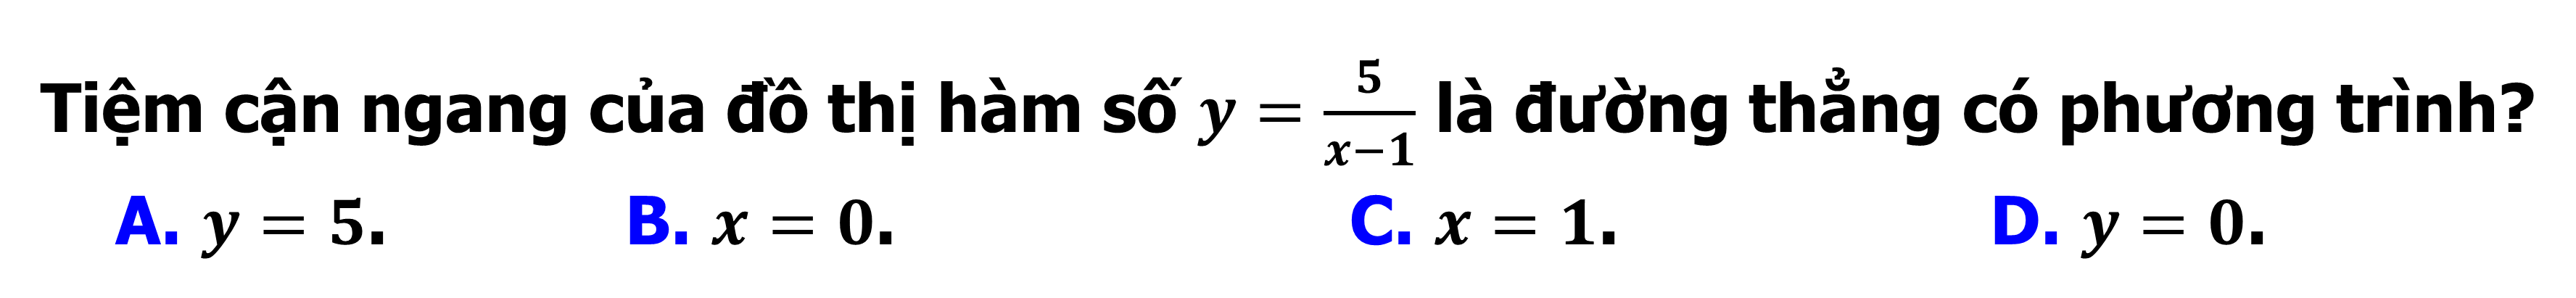 Tiệm cận ngang của đồ thị hàm số y = 5/(x−1) là đường thẳng có phương trình?
A. y = 5. B. x = 0. C. x = 1. D. y = 0.